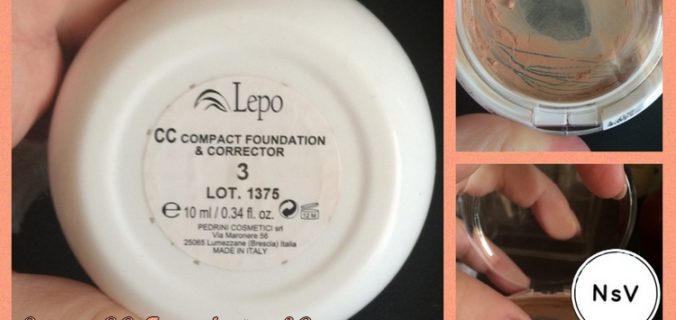 Lepo
CC COMPACT FOUNDATION
& CORRECTOR
3
LOT. 1375
e 10 ml / 0.34 fl. oz. 12 M
PEDRINI COSMETICI srl
Via Maronere 56
25065 Lumezzane (Brescia) Italia
MADE IN ITALY
NsV